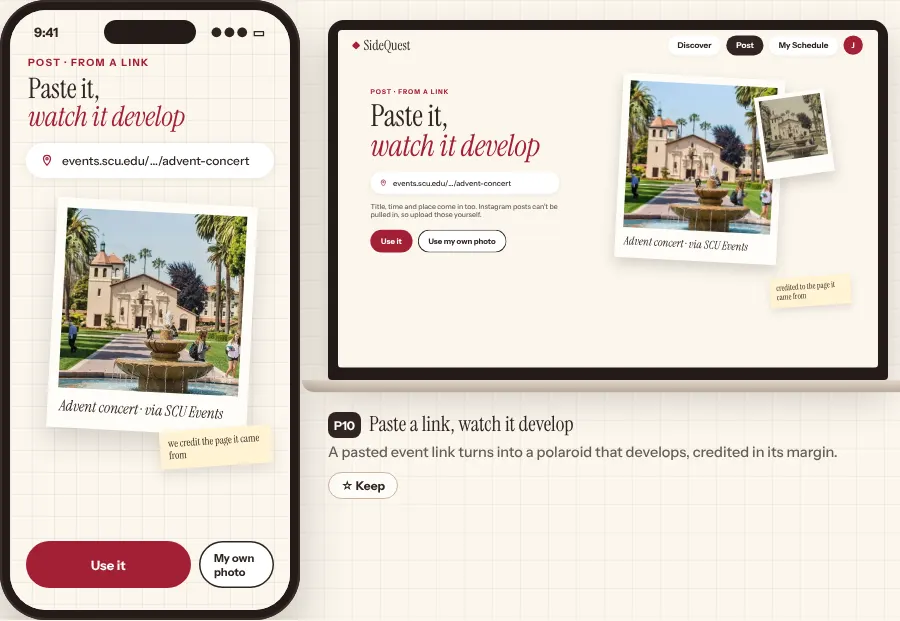 9:41
POST · FROM A LINK
Paste it,
watch it develop
events.scu.edu/.../advent-concert
Advent concert · via SCU Events
we credit the page it came
from
Use it
My own
photo
SideQuest
Discover
Post
My Schedule
J
POST · FROM A LINK
Paste it,
watch it develop
events.scu.edu/.../advent-concert
Title, time and place come in too. Instagram posts can't be
pulled in, so upload those yourself.
Use it
Use my own photo
Advent concert · via SCU Events
credited to the page it
came from
P10
Paste a link, watch it develop
A pasted event link turns into a polaroid that develops, credited in its margin.
☆ Keep